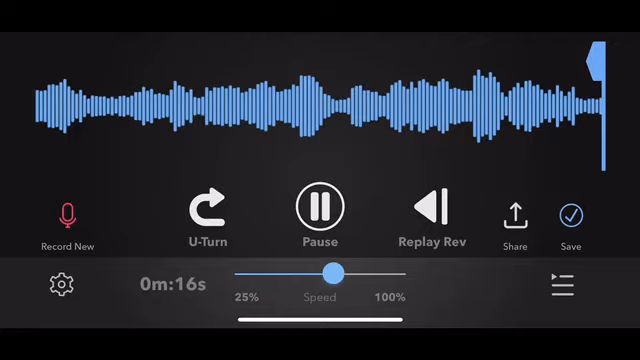 Record New
U-Turn
Pause
Replay Rev
Share
Save
0m:16s
25%
Speed
100%